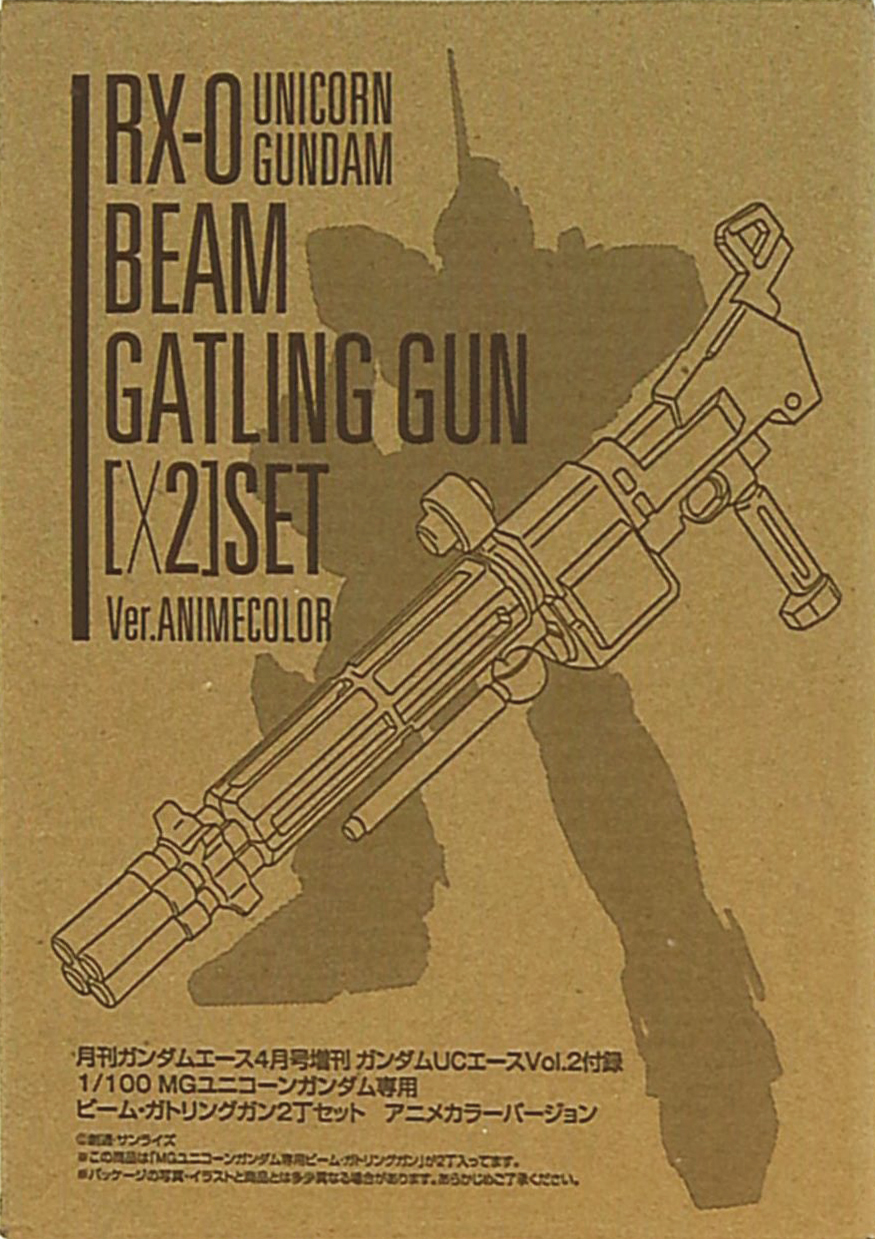 RX-0 UNICORN
GUNDAM
BEAM
GATLING GUN
[X2]SET
Ver.ANIMECOLOR
月刊ガンダムエース4月号増刊 ガンダムUCエースVol.2付録
1/100 MGユニコーンガンダム専用
ビーム・ガトリングガン2丁セット アニメカラーバージョン
©創通・サンライズ
※この商品は「MGユニコーンガンダム専用ビーム・ガトリングガン」が2丁入ってます。
※パッケージの写真・イラストと商品とは多少異なる場合があります。あらかじめご了承ください。